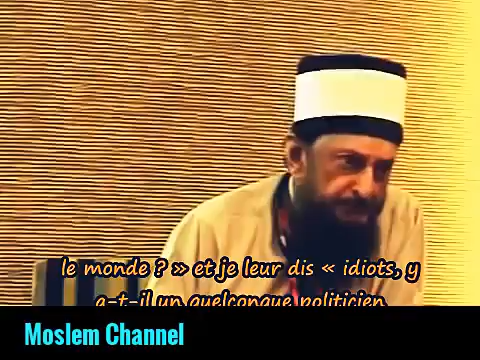 le monde ? » et je leur dis « idiots, y
a-t-il un quelconque politicien
Moslem Channel